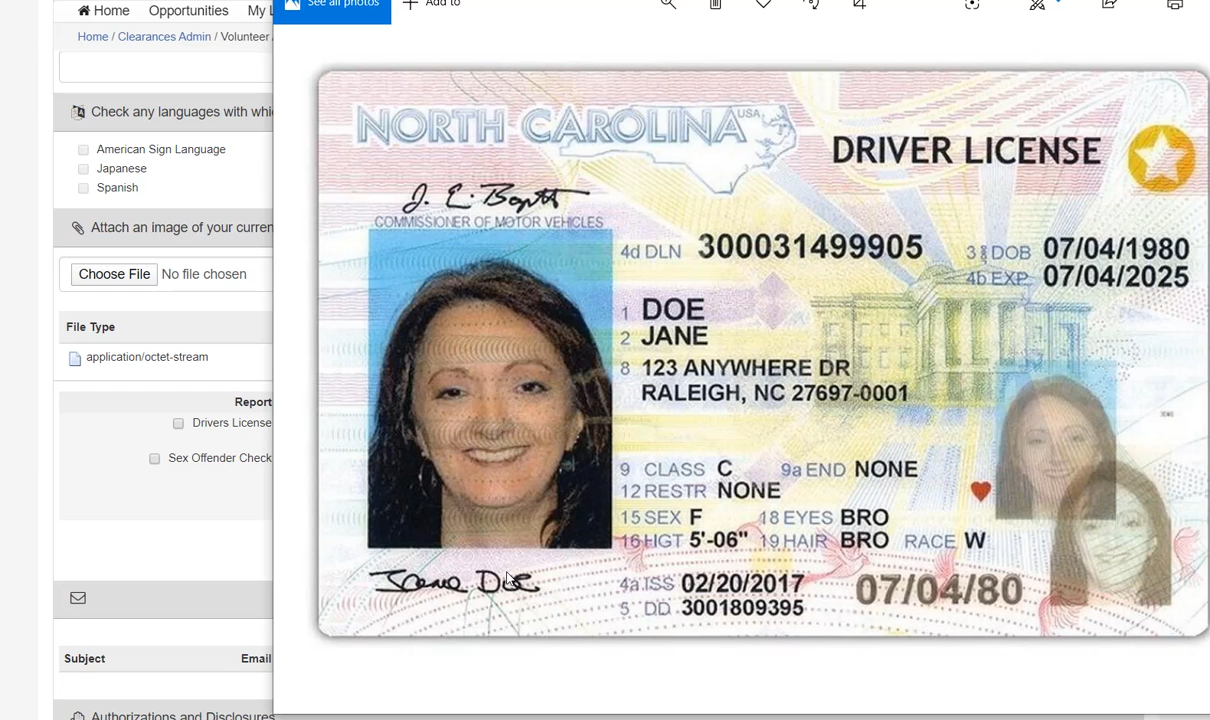 Home Opportunities My L
Home / Clearances Admin / Volunteer
Check any languages with whi
American Sign Language
Japanese
Spanish
Attach an image of your curren
Choose File No file chosen
File Type
application/octet-stream
Report
Drivers License
Sex Offender Check
Subject Email
Authorizations and Disclosures
See all photos Add to
NORTH CAROLINA USA
DRIVER LICENSE
COMMISSIONER OF MOTOR VEHICLES
4d DLN 300031499905 3 DOB 07/04/1980
4b EXP 07/04/2025
1 DOE
2 JANE
8 123 ANYWHERE DR
RALEIGH, NC 27697-0001
9 CLASS C 9a END NONE
12 RESTR NONE
15 SEX F 18 EYES BRO
16 HGT 5'-06" 19 HAIR BRO RACE W
4a ISS 02/20/2017 07/04/80
5 DD 3001809395